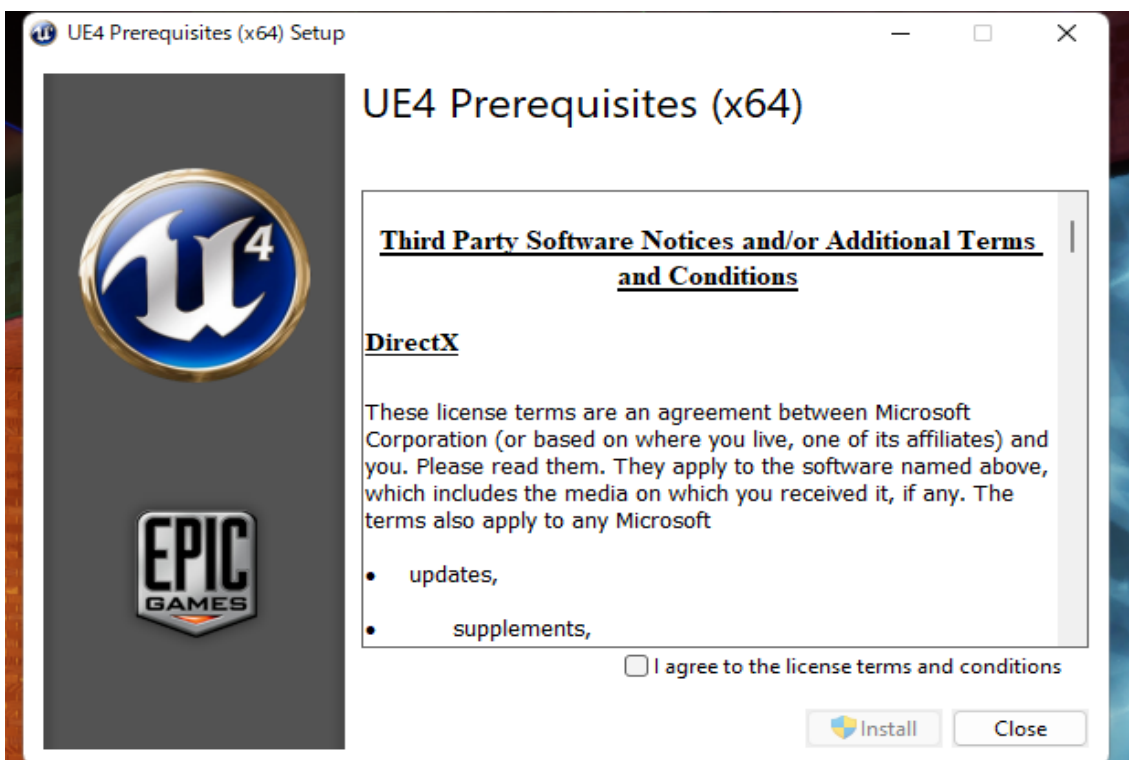 UE4 Prerequisites (x64) Setup
UE4 Prerequisites (x64)
Third Party Software Notices and/or Additional Terms
and Conditions
DirectX
These license terms are an agreement between Microsoft
Corporation (or based on where you live, one of its affiliates) and
you. Please read them. They apply to the software named above,
which includes the media on which you received it, if any. The
terms also apply to any Microsoft
• updates,
• supplements,
I agree to the license terms and conditions
Install
Close
U4
EPIC
GAMES